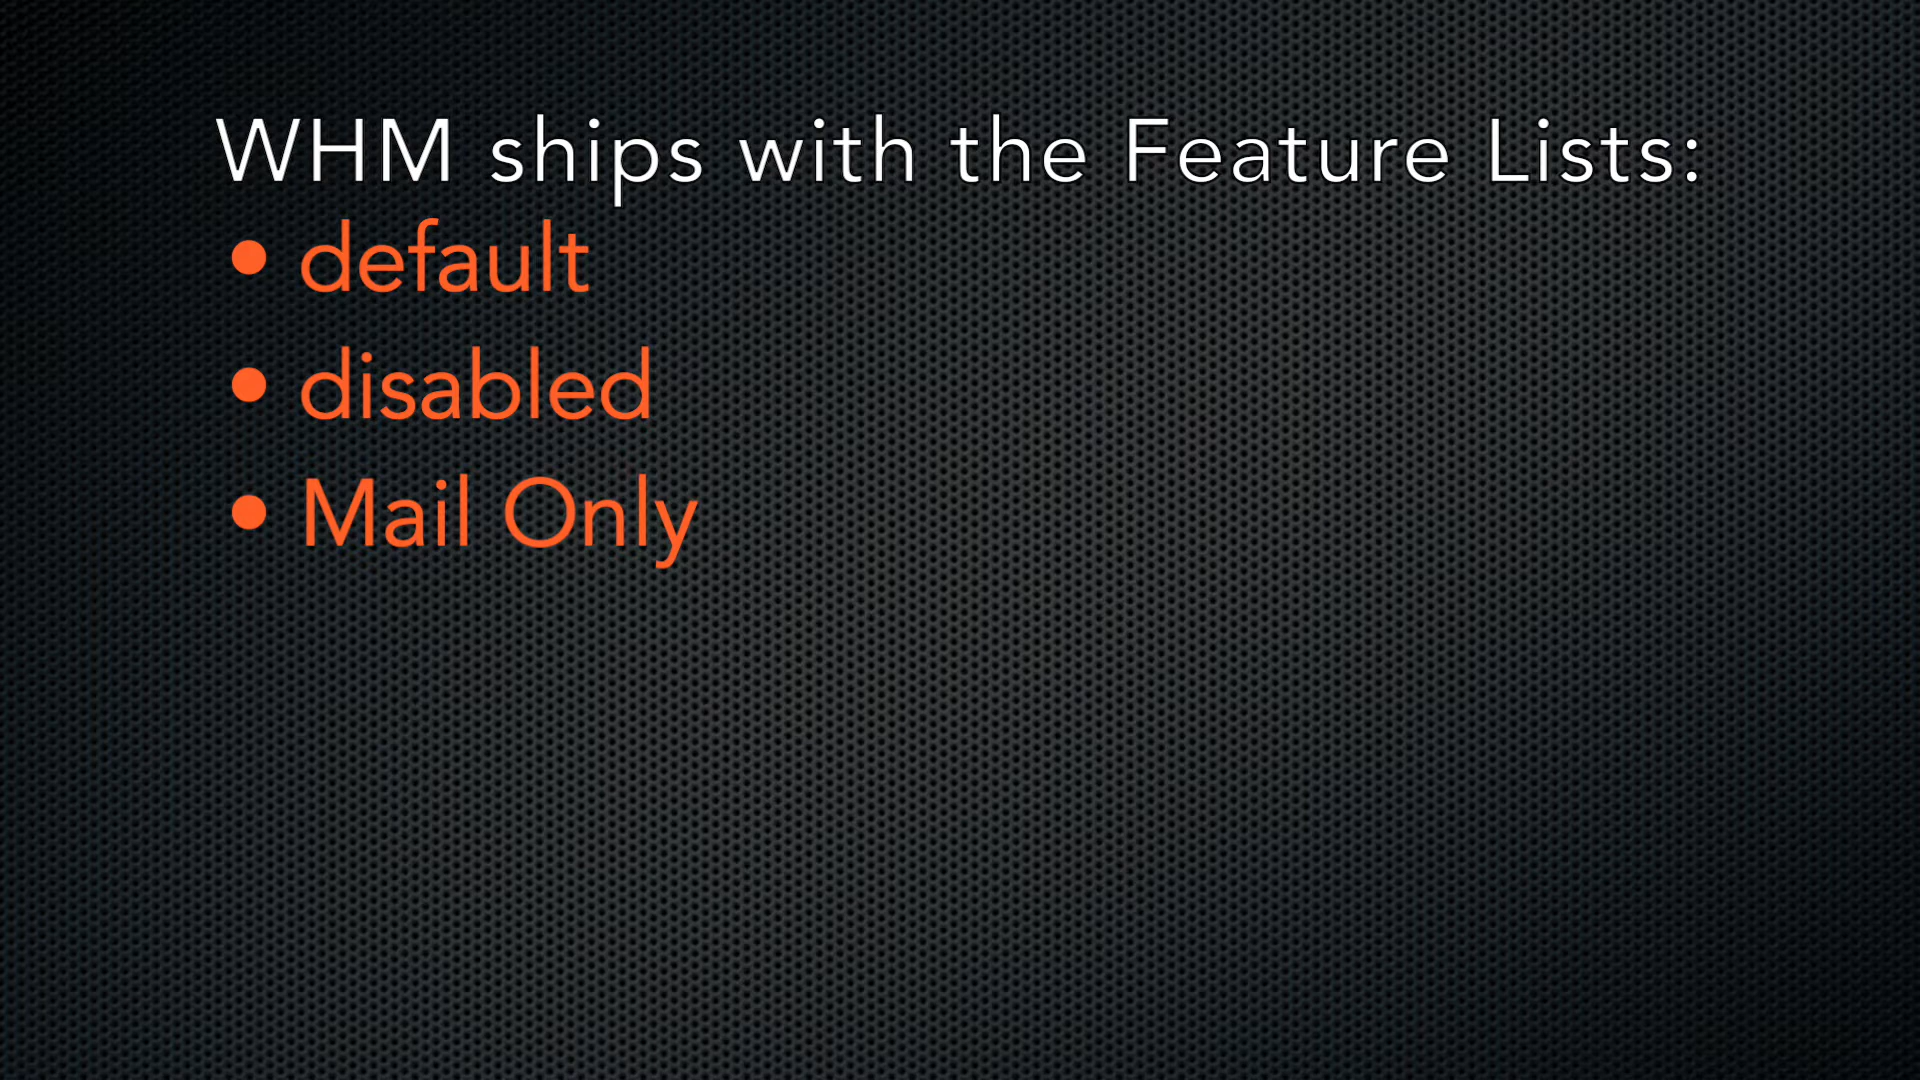 WHM ships with the Feature Lists:
• default
• disabled
• Mail Only